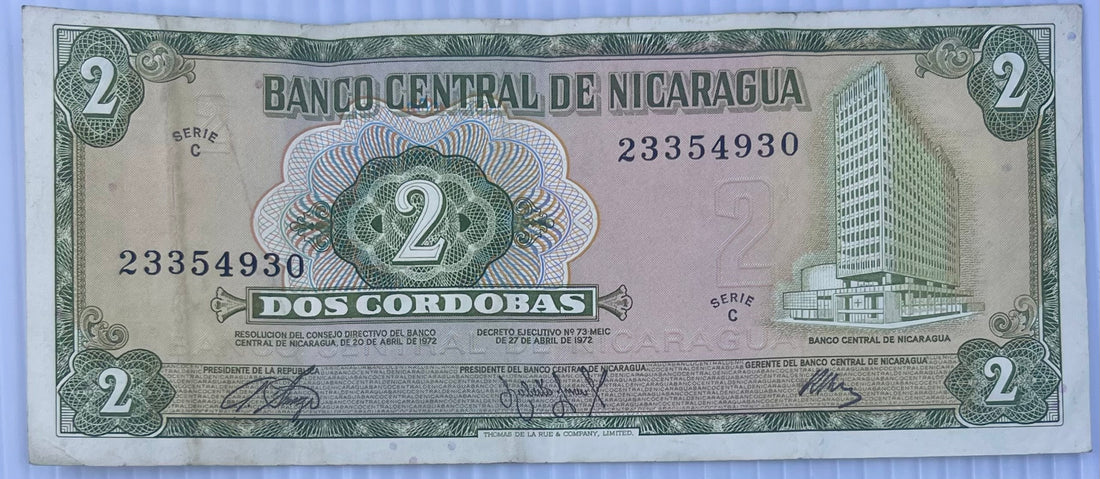 2 2
BANCO CENTRAL DE NICARAGUA
SERIE
C
23354930
2
2
23354930
SERIE
C
DOS CORDOBAS
RESOLUCION DEL CONSEJO DIRECTIVO DEL BANCO
CENTRAL DE NICARAGUA, DE 20 DE ABRIL DE 1972
DECRETO EJECUTIVO Nº 73-MEIC
DE 27 DE ABRIL DE 1972
BANCO CENTRAL DE NICARAGUA
PRESIDENTE DE LA REPUBLICA
PRESIDENTE DEL BANCO CENTRAL DE NICARAGUA
GERENTE DEL BANCO CENTRAL DE NICARAGUA
2 2
THOMAS DE LA RUE & COMPANY, LIMITED.